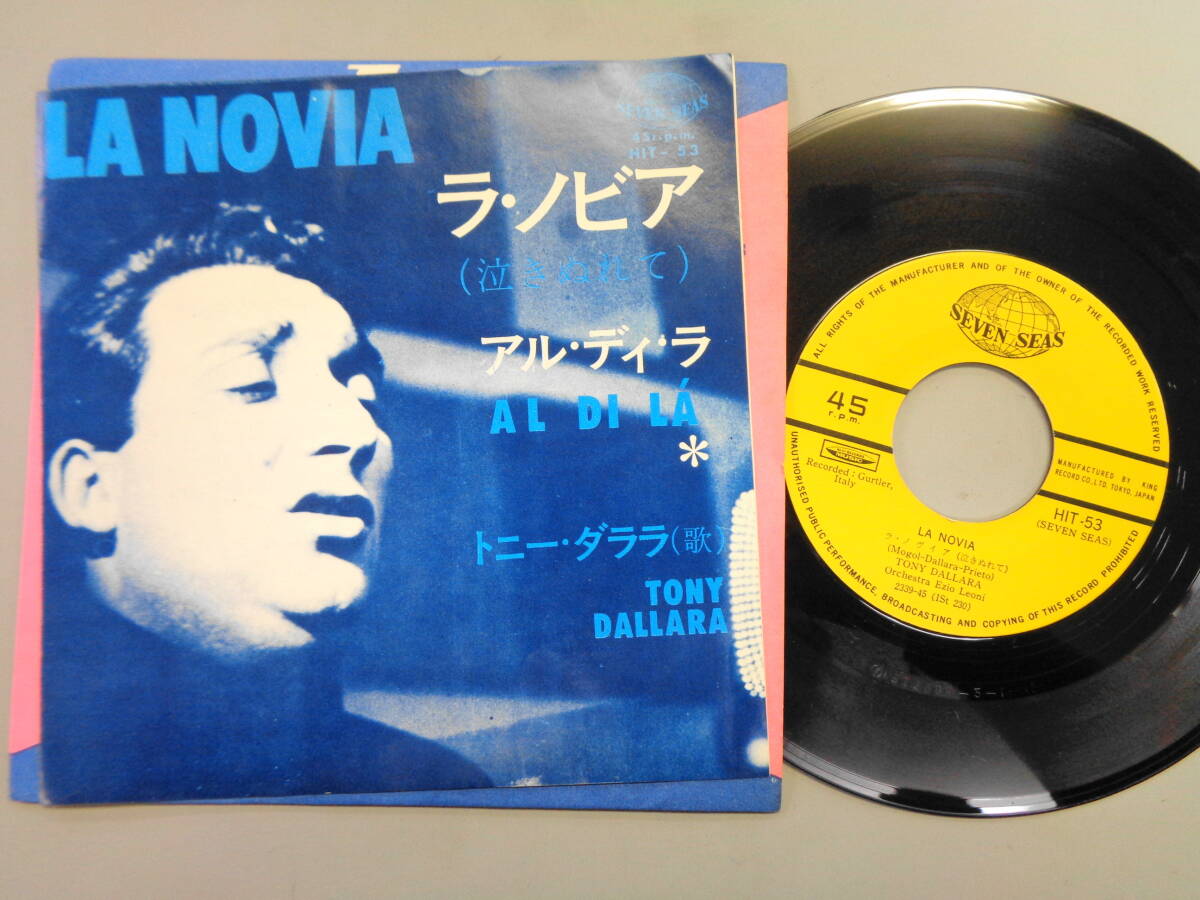 LA NOVIA
SEVEN SEAS
45r.p.m.
HIT-53
ラ・ノビア
(泣きぬれて)
アル・ディ・ラ
AL DI LÁ
*
トニー・ダララ(歌)
TONY
DALLARA
ALL RIGHTS OF THE MANUFACTURER AND OF THE OWNER OF THE RECORDED WORK RESERVED
SEVEN SEAS
45
r.p.m.
MANUFACTURED BY KING
RECORD CO., LTD. TOKYO, JAPAN
Recorded: Gurtler,
Italy
HIT-53
(SEVEN SEAS)
LA NOVIA
ラ・ノヴィア (泣きぬれて)
(Mogol-Dallara-Prieto)
TONY DALLARA
Orchestra Ezio Leoni
2339-45 (ISt 230)
UNAUTHORISED PUBLIC PERFORMANCE, BROADCASTING AND COPYING OF THIS RECORD PROHIBITED